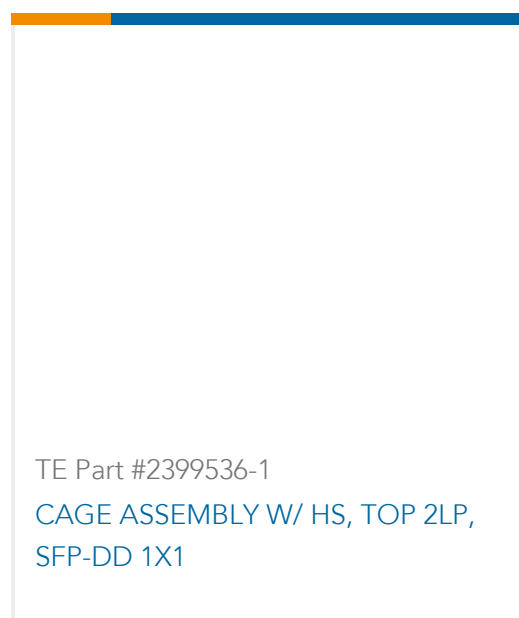 TE Part #2399536-1
CAGE ASSEMBLY W/ HS, TOP 2LP,
SFP-DD 1X1